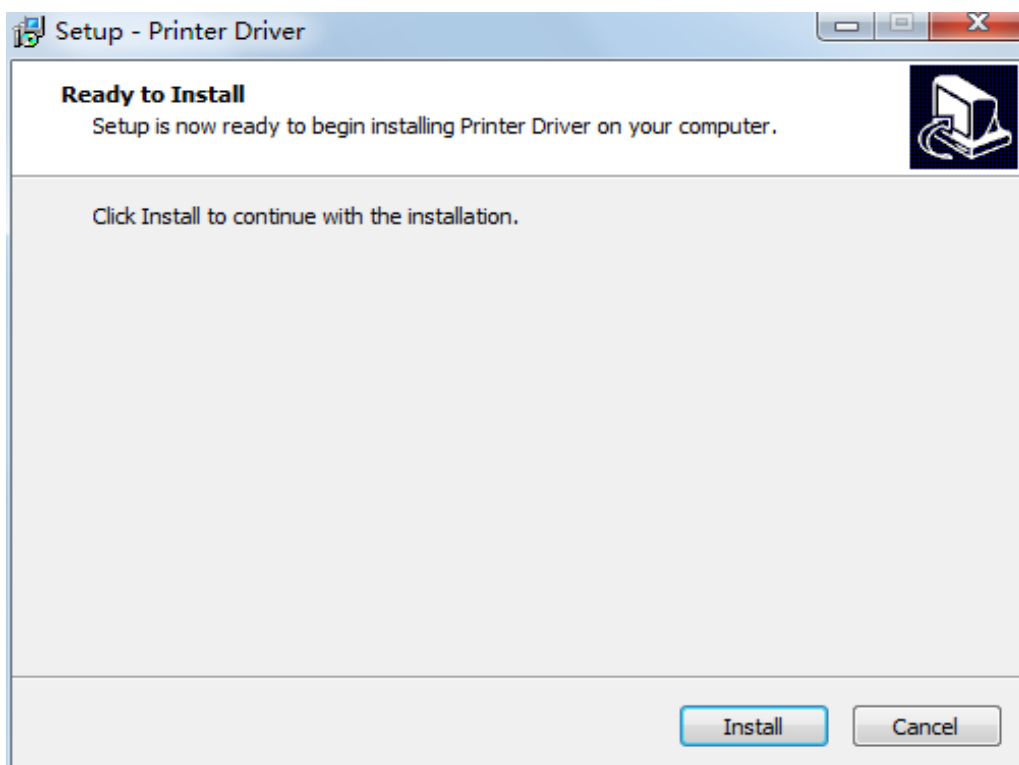 Setup - Printer Driver
Ready to Install
Setup is now ready to begin installing Printer Driver on your computer.
Click Install to continue with the installation.
Install
Cancel